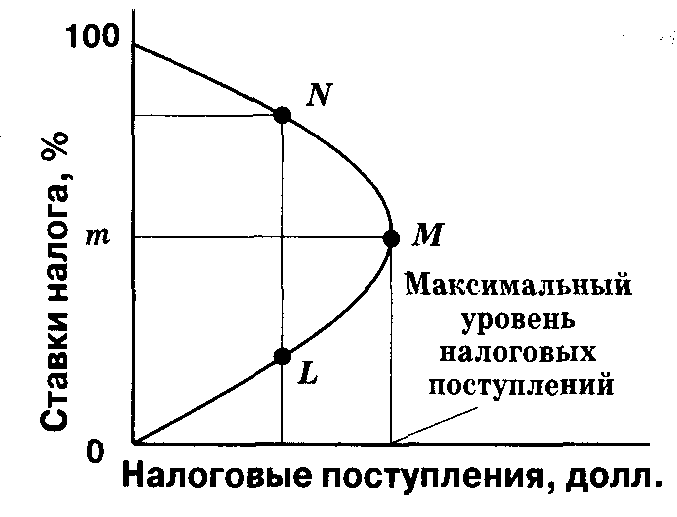 100
N
Ставки налога, %
m
M
Максимальный
уровень
налоговых
поступлений
L
0
Налоговые поступления, долл.